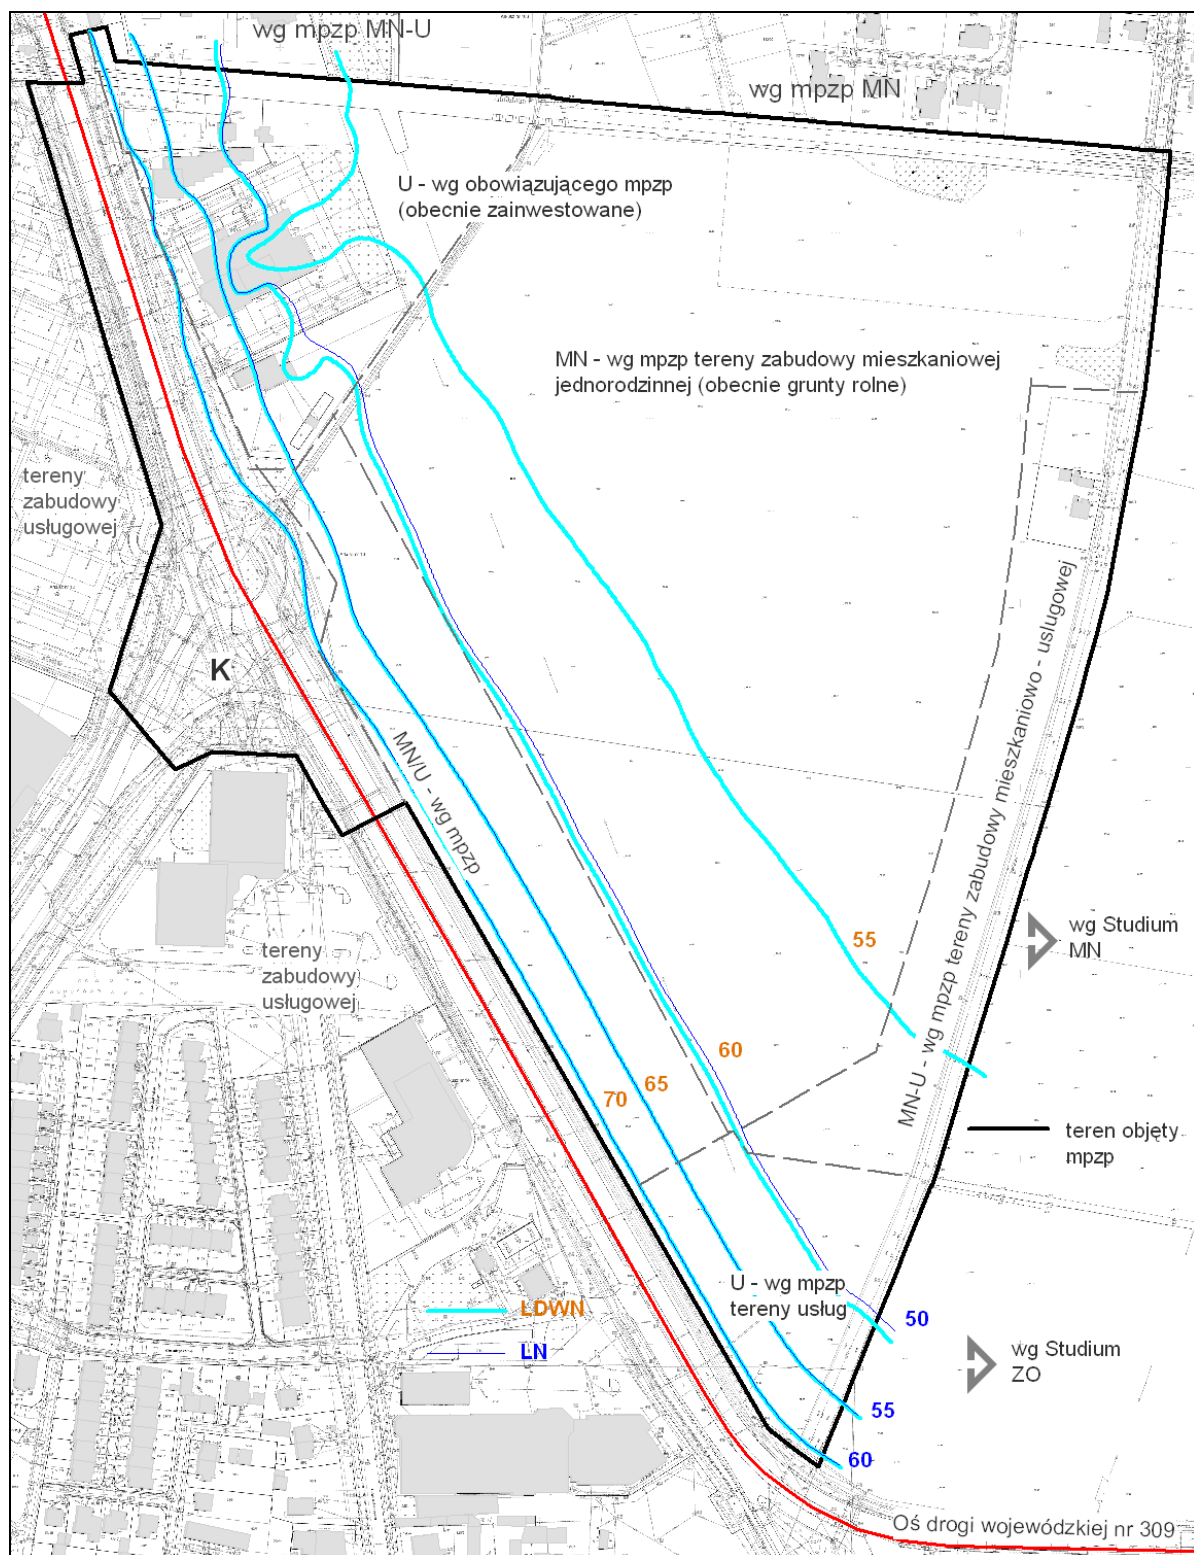 wg mpzp MN-U
wg mpzp MN
U - wg obowiązującego mpzp
(obecnie zainwestowane)
MN - wg mpzp tereny zabudowy mieszkaniowej
jednorodzinnej (obecnie grunty rolne)
tereny
zabudowy
usługowej
K
MN/U - wg mpzp
MN-U - wg mpzp tereny zabudowy mieszkaniowo - uslugowej
tereny
zabudowy
usługowej
55
wg Studium
MN
60
65
70
teren objęty
mpzp
U - wg mpzp
tereny usług
LDWN
LN
50
wg Studium
ZO
55
60
Oś drogi wojewódzkiej nr 309